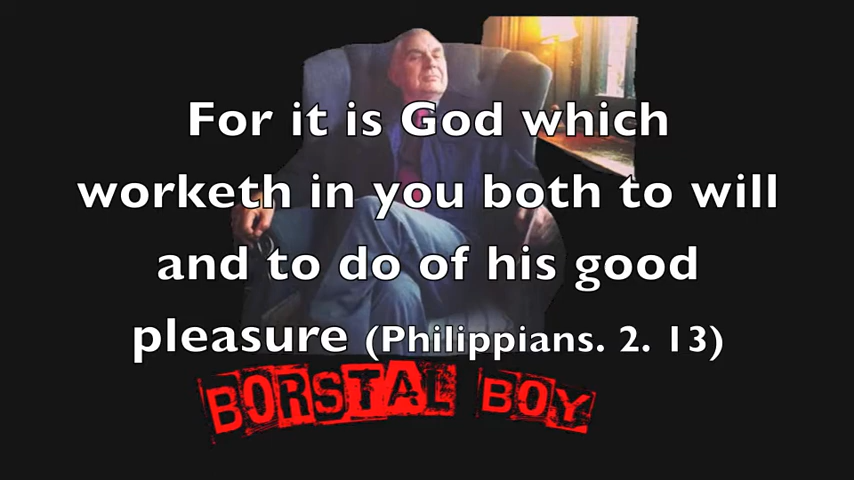 For it is God which
worketh in you both to will
and to do of his good
pleasure (Philippians. 2. 13)
BORSTAL BOY